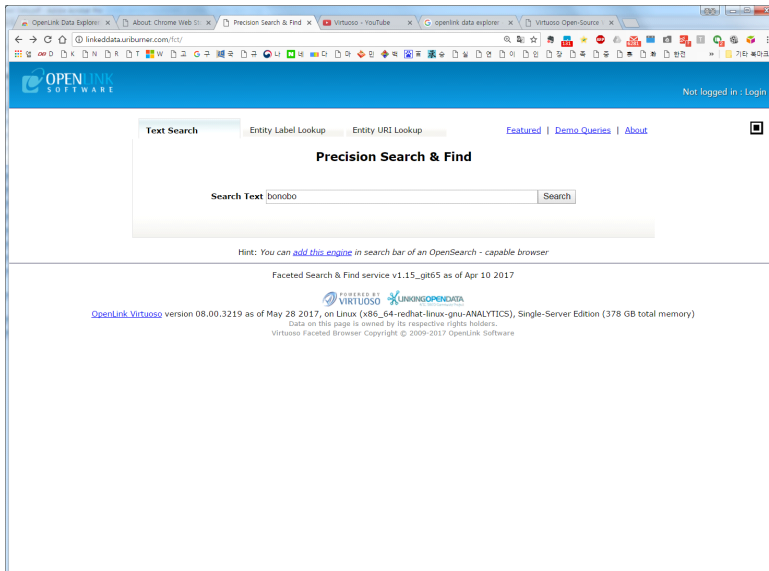 OpenLink Data Explorer
About: Chrome Web St
Precision Search & Find
Virtuoso - YouTube
openlink data explorer -
Virtuoso Open-Source
linkeddata.uriburner.com/fct/
D K N R T W
기타 북마크
OPENLINK
SOFTWARE
Not logged in : Login
Text Search
Entity Label Lookup
Entity URI Lookup
Featured | Demo Queries | About
Precision Search & Find
Search Text bonobo Search
Hint: You can add this engine in search bar of an OpenSearch - capable browser
Faceted Search & Find service v1.15_git65 as of Apr 10 2017
POWERED BY
VIRTUOSO
LINKINGOPENDATA
OpenLink Virtuoso version 08.00.3219 as of May 28 2017, on Linux (x86_64-redhat-linux-gnu-ANALYTICS), Single-Server Edition (378 GB total memory)
Data on this page is owned by its respective rights holders.
Virtuoso Faceted Browser Copyright © 2009-2017 OpenLink Software